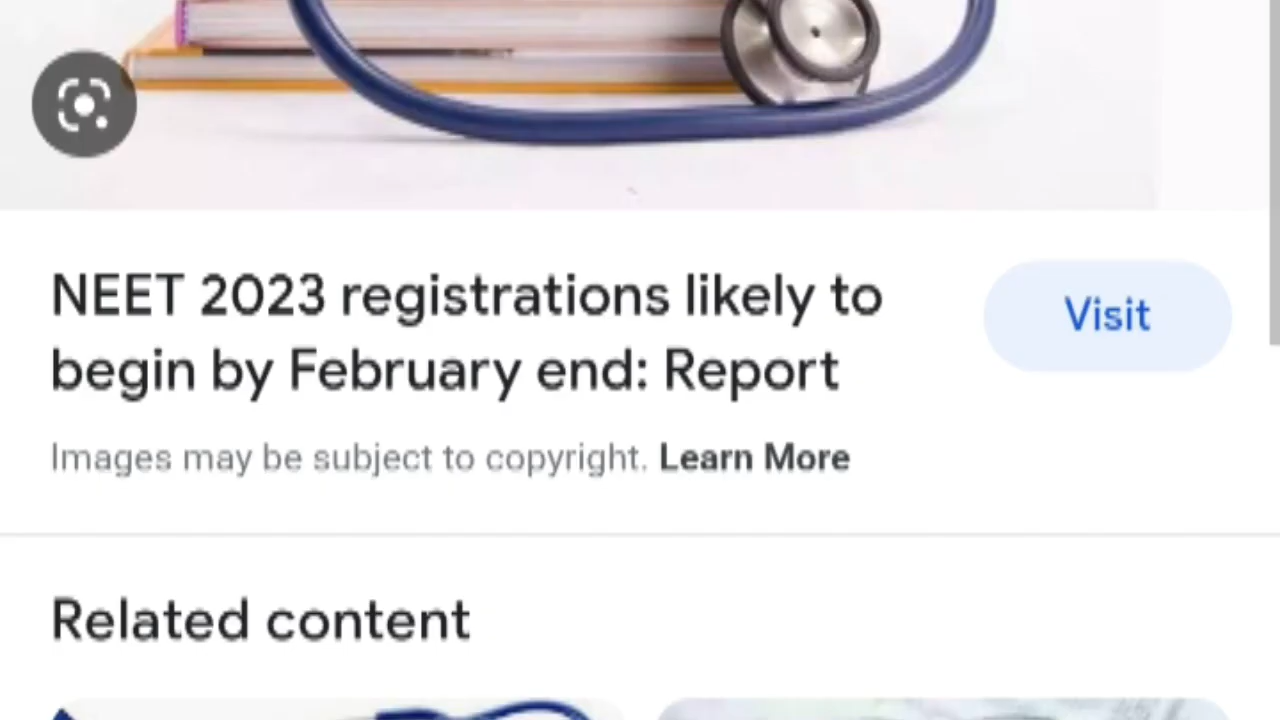 NEET 2023 registrations likely to
begin by February end: Report
Visit
Images may be subject to copyright. Learn More
Related content